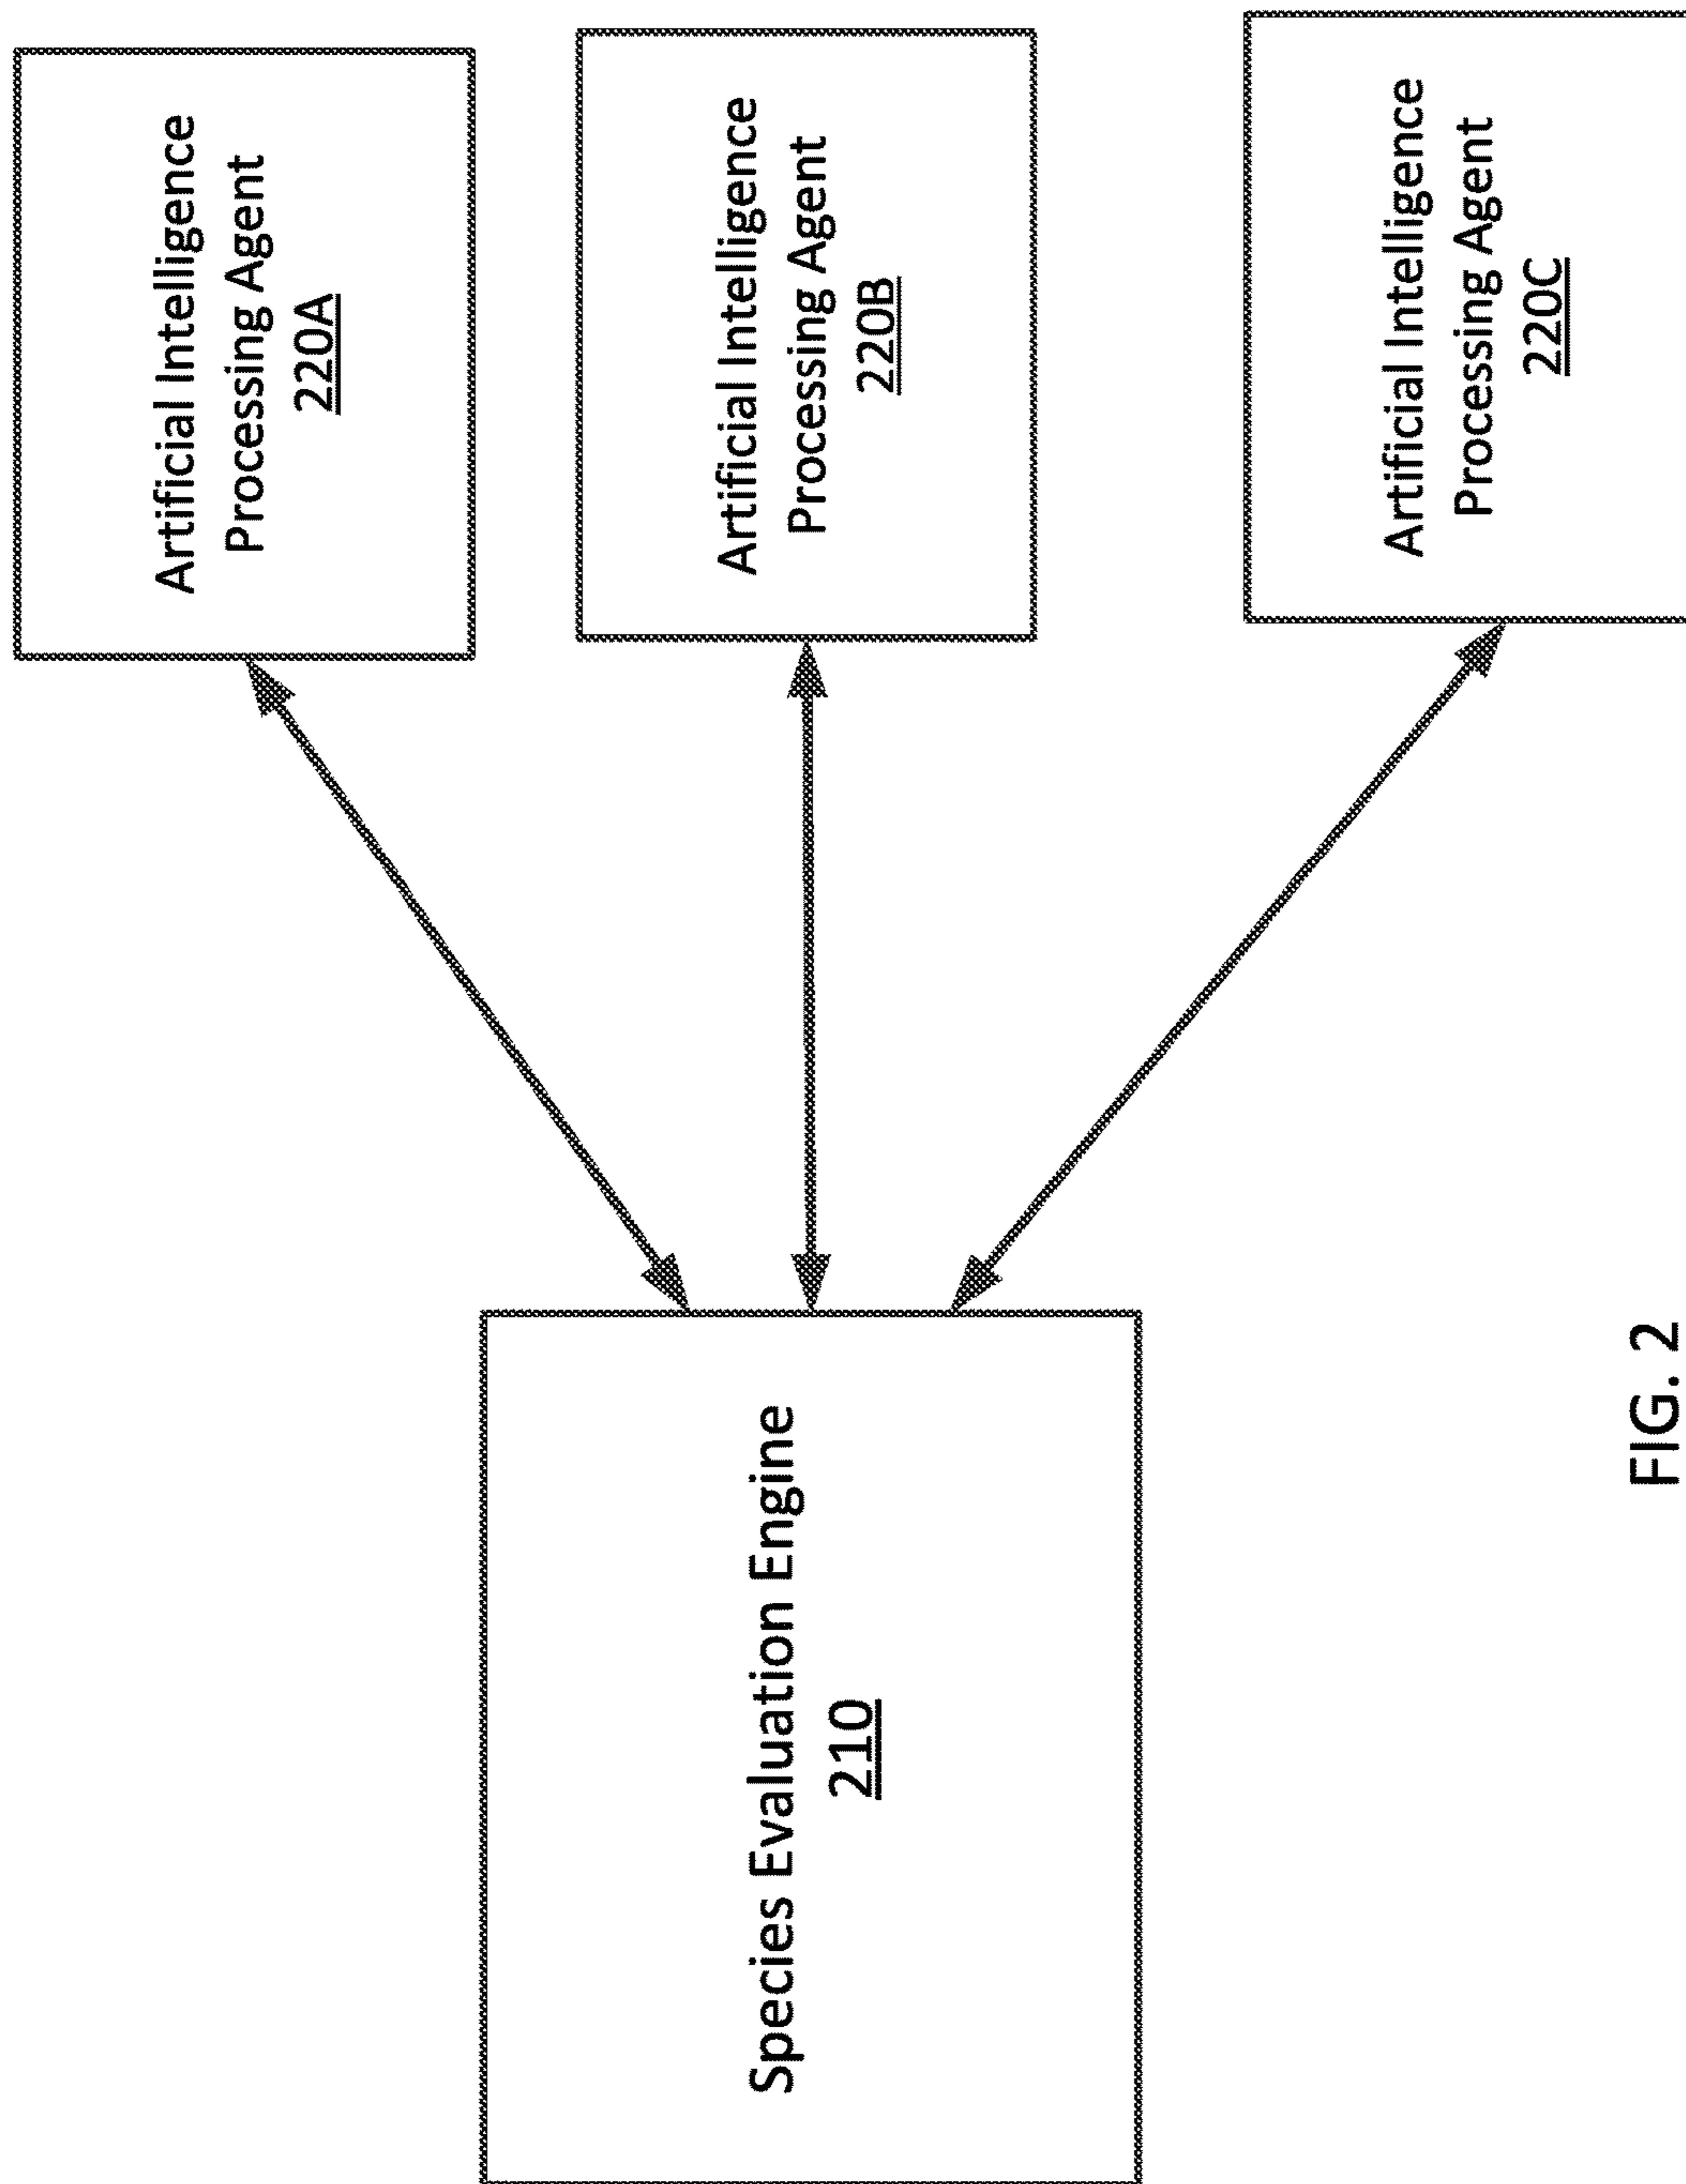 Species Evaluation Engine
210
Artificial Intelligence
Processing Agent
220A
Artificial Intelligence
Processing Agent
220B
Artificial Intelligence
Processing Agent
220C
FIG. 2